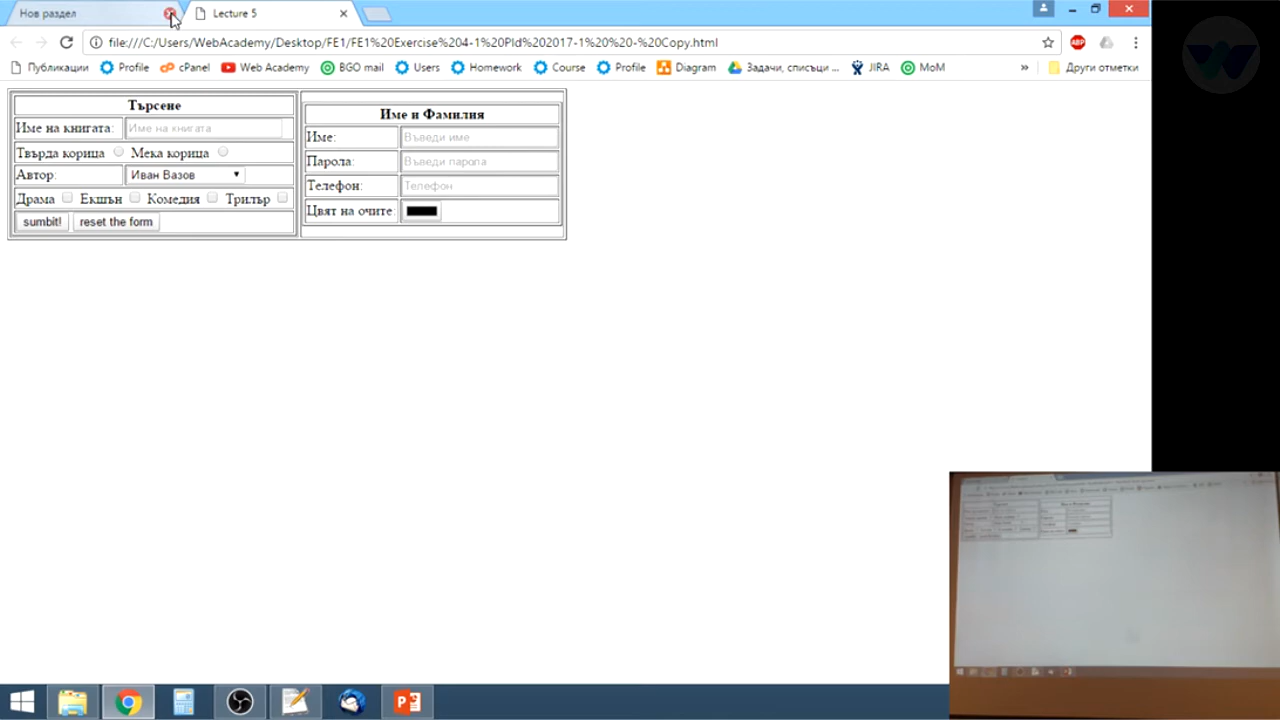 Нов раздел
Lecture 5
file:///C:/Users/WebAcademy/Desktop/FE1/FE1%20Exercise%204-1%20Pld%202017-1%20%20-%20Copy.html
ABP
Публикации Profile cPanel Web Academy BGO mail Users Homework Course Profile Diagram Задачи, списъци ... JIRA MoM » Други отметки
Търсене
Име на книгата: Име на книгата
Твърда корица Мека корица
Автор: Иван Вазов
Драма Екшън Комедия Трилър
sumbit! reset the form
Име и Фамилия
Име: Въведи име
Парола: Въведи парола
Телефон: Телефон
Цвят на очите: